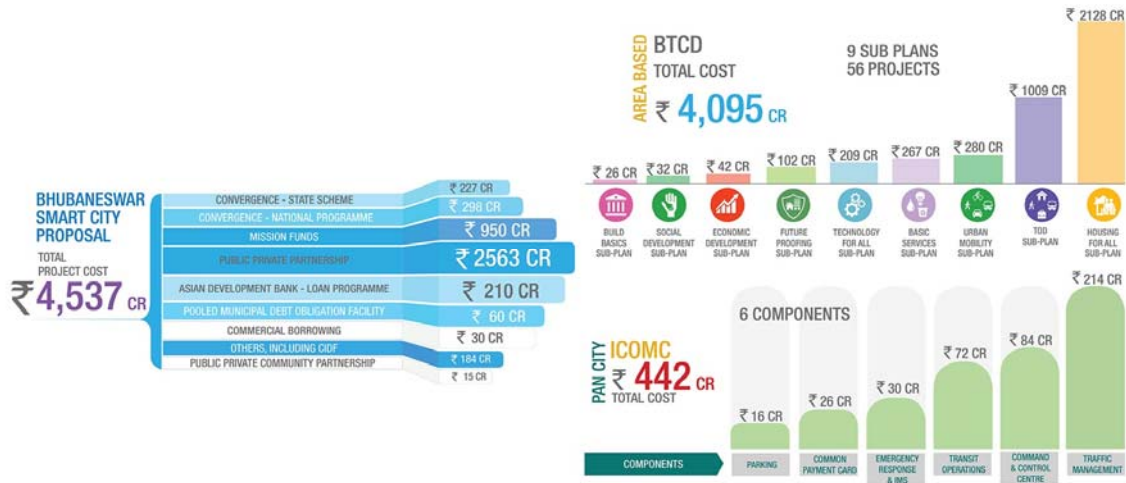 BHUBANESWAR
SMART CITY
PROPOSAL
TOTAL
PROJECT COST
₹4,537 CR
CONVERGENCE - STATE SCHEME ₹ 227 CR
CONVERGENCE - NATIONAL PROGRAMME ₹ 298 CR
MISSION FUNDS ₹ 950 CR
PUBLIC PRIVATE PARTNERSHIP ₹ 2563 CR
ASIAN DEVELOPMENT BANK - LOAN PROGRAMME ₹ 210 CR
POOLED MUNICIPAL DEBT OBLIGATION FACILITY ₹ 60 CR
COMMERCIAL BORROWING ₹ 30 CR
OTHERS, INCLUDING CIDF ₹ 184 CR
PUBLIC PRIVATE COMMUNITY PARTNERSHIP ₹ 15 CR
AREA BASED
BTCD
TOTAL COST
₹ 4,095 CR
9 SUB PLANS
56 PROJECTS
₹ 26 CR
₹ 32 CR
₹ 42 CR
₹ 102 CR
₹ 209 CR
₹ 267 CR
₹ 280 CR
₹ 1009 CR
₹ 2128 CR
BUILD
BASICS
SUB-PLAN
SOCIAL
DEVELOPMENT
SUB-PLAN
ECONOMIC
DEVELOPMENT
SUB-PLAN
FUTURE
PROOFING
SUB-PLAN
TECHNOLOGY
FOR ALL
SUB-PLAN
BASIC
SERVICES
SUB-PLAN
URBAN
MOBILITY
SUB-PLAN
TOD
SUB-PLAN
HOUSING
FOR ALL
SUB-PLAN
PAN CITY
ICOMC
₹ 442 CR
TOTAL COST
6 COMPONENTS
₹ 16 CR
₹ 26 CR
₹ 30 CR
₹ 72 CR
₹ 84 CR
₹ 214 CR
COMPONENTS
PARKING
COMMON
PAYMENT CARD
EMERGENCY
RESPONSE
& IMS
TRANSIT
OPERATIONS
COMMAND
& CONTROL
CENTRE
TRAFFIC
MANAGEMENT